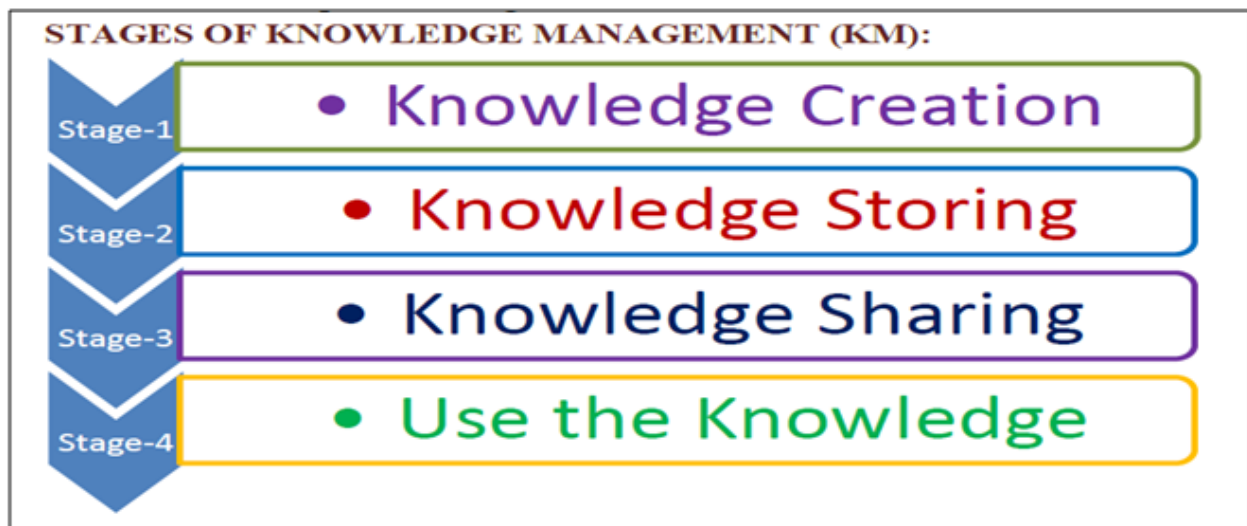 STAGES OF KNOWLEDGE MANAGEMENT (KM):
Stage-1 • Knowledge Creation
Stage-2 • Knowledge Storing
Stage-3 • Knowledge Sharing
Stage-4 • Use the Knowledge